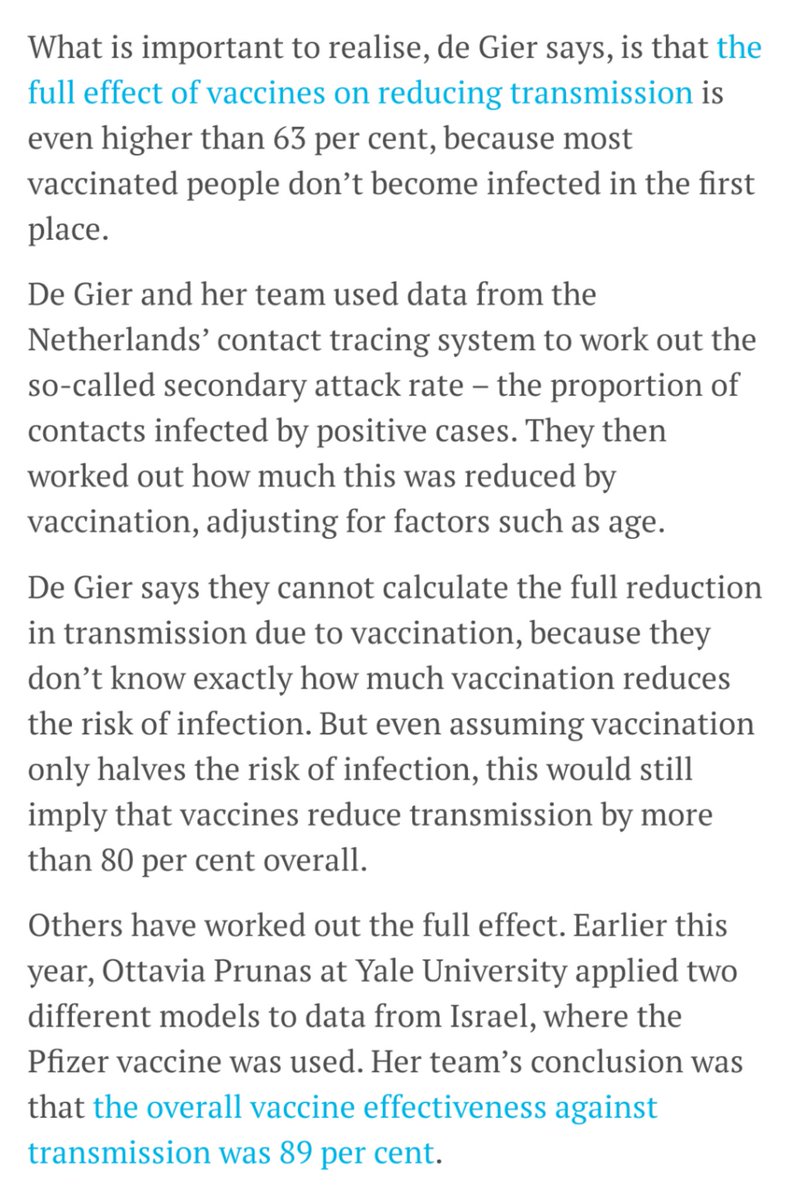 What is important to realise, de Gier says, is that the
full effect of vaccines on reducing transmission is
even higher than 63 per cent, because most
vaccinated people don’t become infected in the first
place.
De Gier and her team used data from the
Netherlands’ contact tracing system to work out the
so-called secondary attack rate – the proportion of
contacts infected by positive cases. They then
worked out how much this was reduced by
vaccination, adjusting for factors such as age.
De Gier says they cannot calculate the full reduction
in transmission due to vaccination, because they
don’t know exactly how much vaccination reduces
the risk of infection. But even assuming vaccination
only halves the risk of infection, this would still
imply that vaccines reduce transmission by more
than 80 per cent overall.
Others have worked out the full effect. Earlier this
year, Ottavia Prunas at Yale University applied two
different models to data from Israel, where the
Pfizer vaccine was used. Her team’s conclusion was
that the overall vaccine effectiveness against
transmission was 89 per cent.